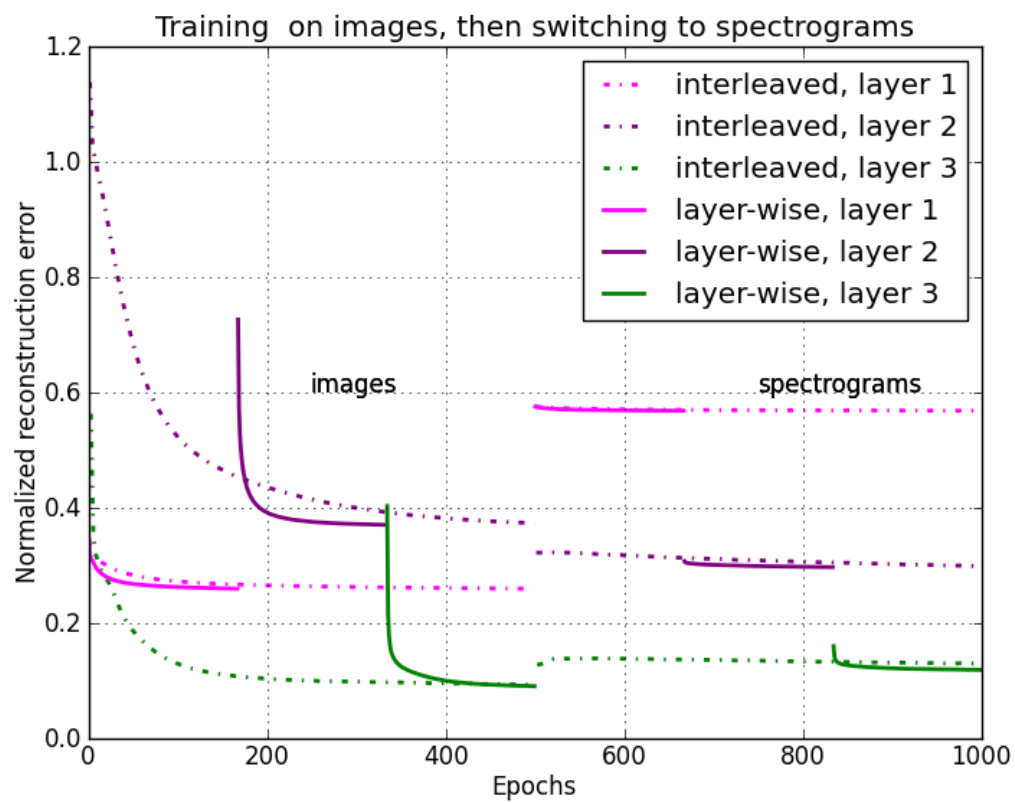 Training  on images, then switching to spectrograms
Normalized reconstruction error
1.2
1.0
0.8
0.6
0.4
0.2
0.0
interleaved, layer 1
interleaved, layer 2
interleaved, layer 3
layer-wise, layer 1
layer-wise, layer 2
layer-wise, layer 3
images
spectrograms
0 200 400 600 800 1000
Epochs